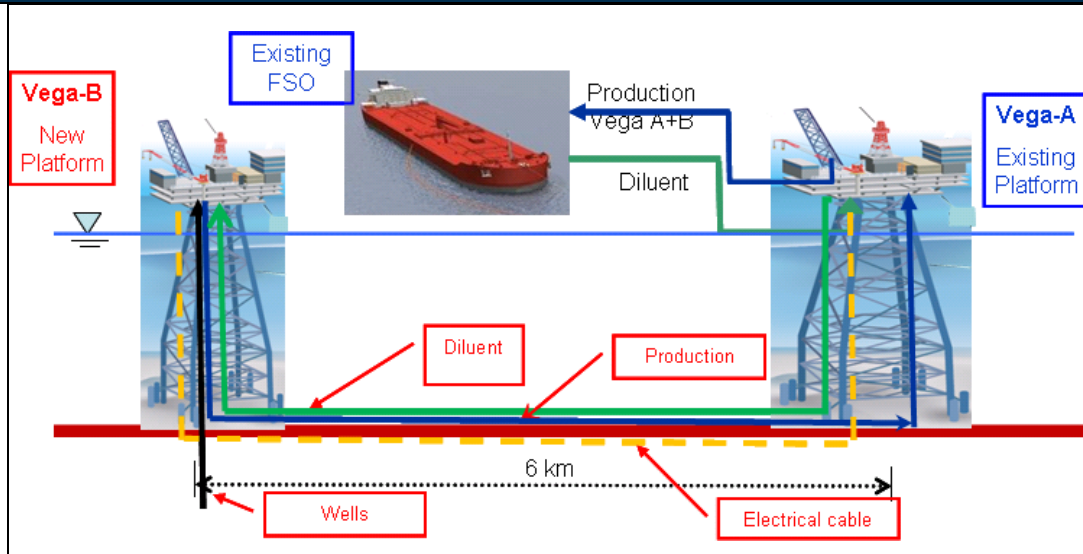 Vega-B
New
Platform
Existing
FSO
Production
Vega A+B
Diluent
Vega-A
Existing
Platform
Diluent
Production
6 km
Wells
Electrical cable